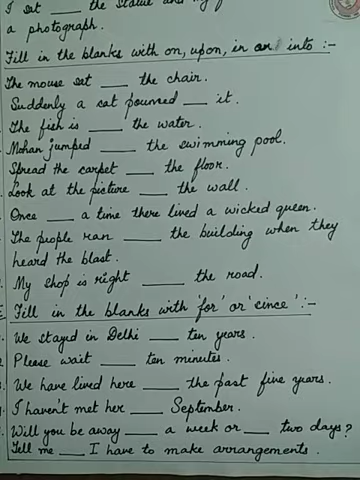 I sat ___ the statue and my f
a photograph.
Fill in the blanks with on, upon, in or into :-
The mouse sat ___ the chair.
Suddenly a cat pounced ___ it.
The fish is ___ the water.
Mohan jumped ___ the swimming pool.
Spread the carpet ___ the floor.
Look at the picture ___ the wall.
Once ___ a time there lived a wicked queen.
The people ran ___ the building when they
heard the blast.
My shop is right ___ the road.
Fill in the blanks with 'for' or 'since' :-
We stayed in Delhi ___ ten years.
Please wait ___ ten minutes.
We have lived here ___ the past five years.
I haven't met her ___ September.
Will you be away ___ a week or ___ two days?
Tell me ___ I have to make arrangements.